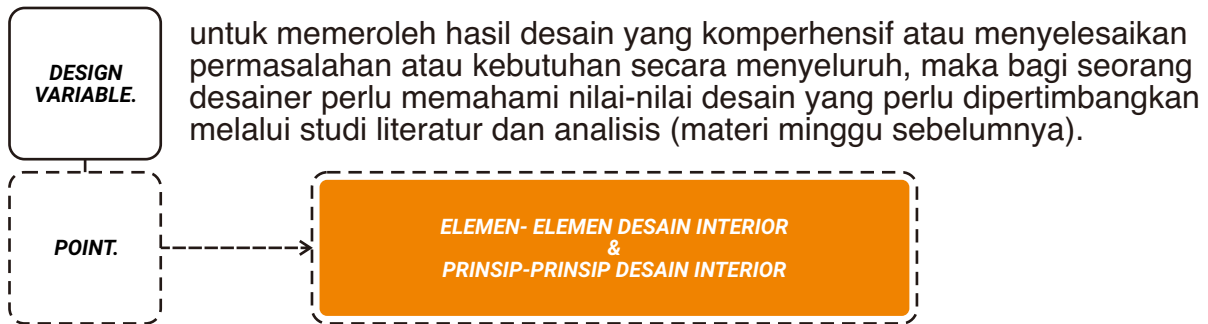 DESIGN
VARIABLE.
untuk memeroleh hasil desain yang komperhensif atau menyelesaikan
permasalahan atau kebutuhan secara menyeluruh, maka bagi seorang
desainer perlu memahami nilai-nilai desain yang perlu dipertimbangkan
melalui studi literatur dan analisis (materi minggu sebelumnya).
POINT.
ELEMEN- ELEMEN DESAIN INTERIOR
&
PRINSIP-PRINSIP DESAIN INTERIOR